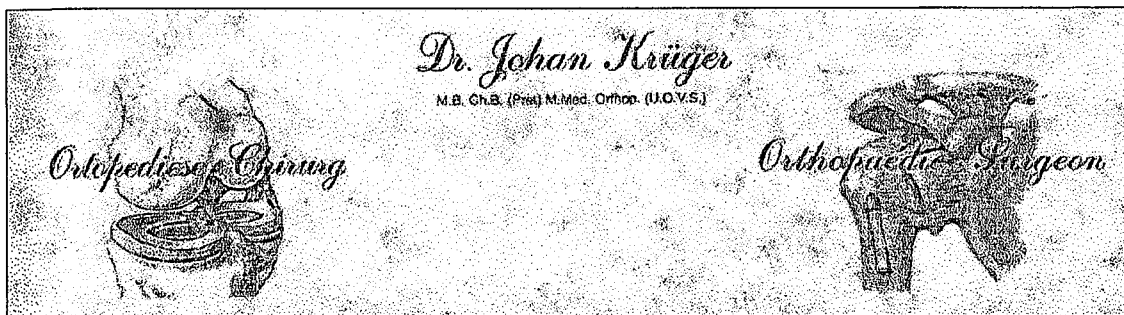 Dr. Johan Krüger
M.B. Ch.B. (Pret) M.Med. Orthop. (U.O.V.S.)
Ortopediese Chirurg
Orthopaedic Surgeon